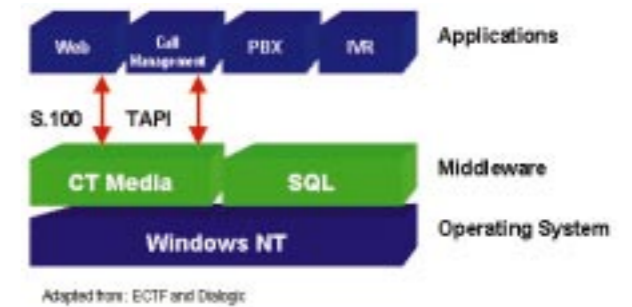 Web Call Management PBX IVR Applications
S.100 TAPI
CT Media SQL Middleware
Windows NT Operating System
Adapted from: ECTF and Dialogic